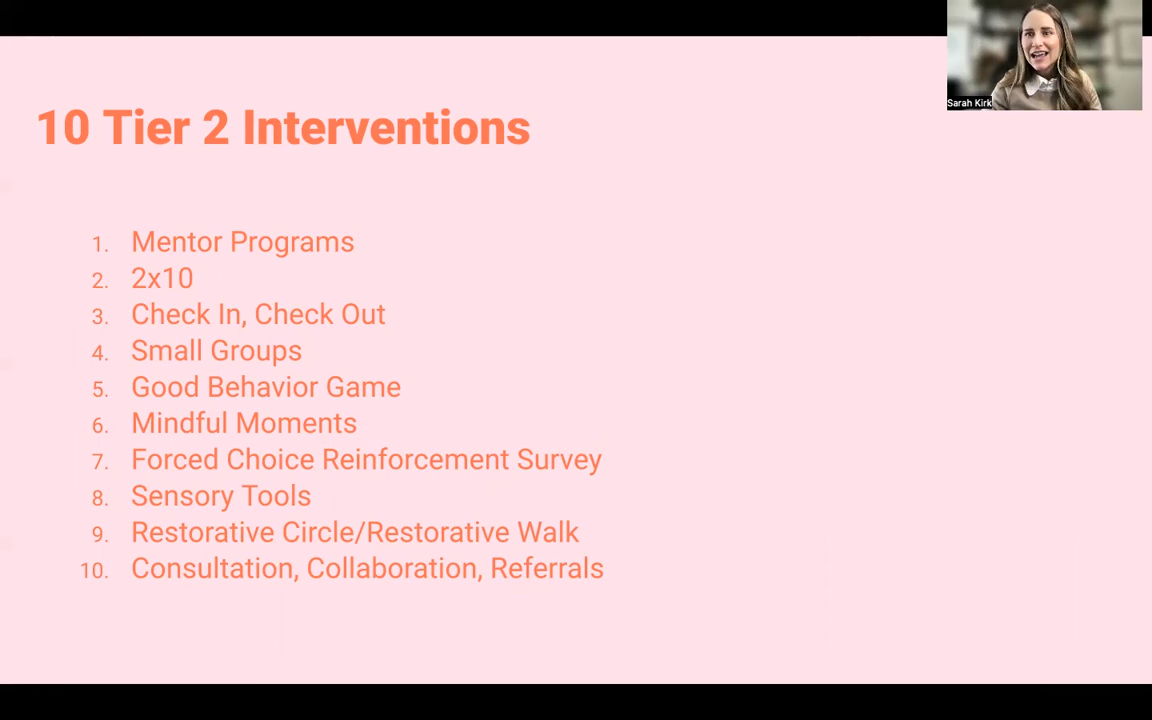 Sarah Kirk
10 Tier 2 Interventions
1. Mentor Programs
2. 2x10
3. Check In, Check Out
4. Small Groups
5. Good Behavior Game
6. Mindful Moments
7. Forced Choice Reinforcement Survey
8. Sensory Tools
9. Restorative Circle/Restorative Walk
10. Consultation, Collaboration, Referrals